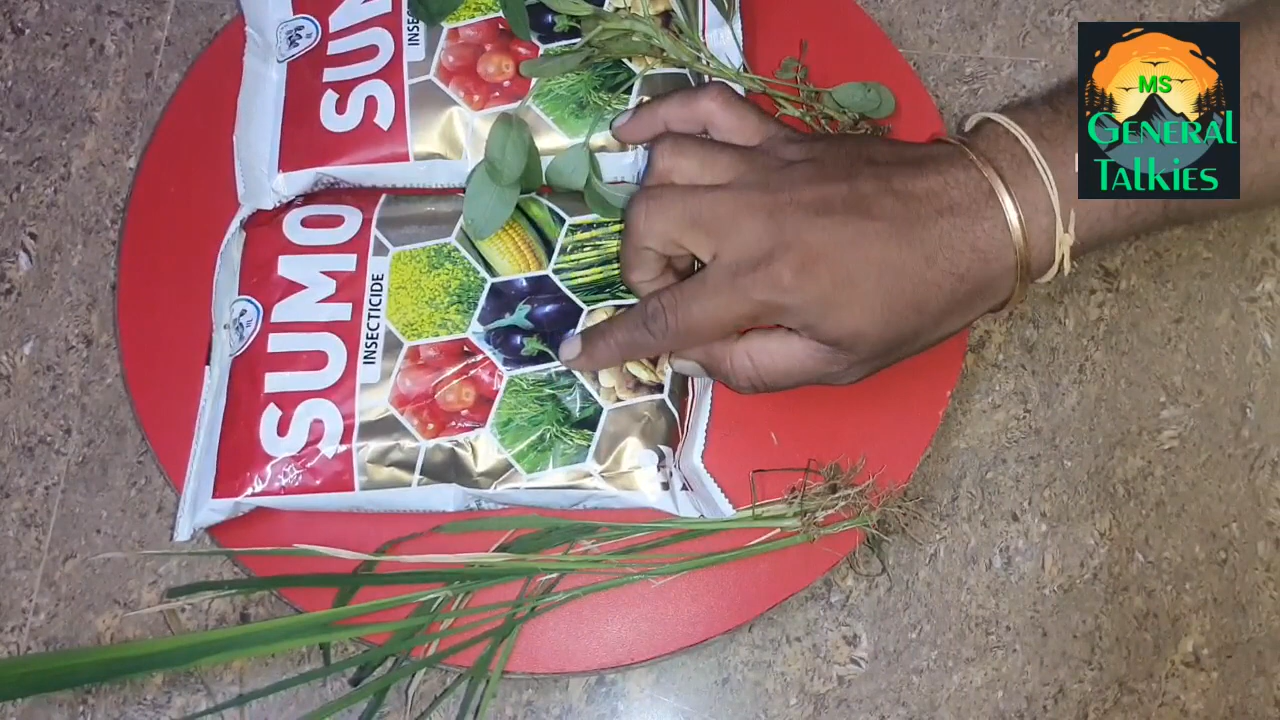 SUM
INSE
SUMO
INSECTICIDE
MS
GENERAL
TALKIES